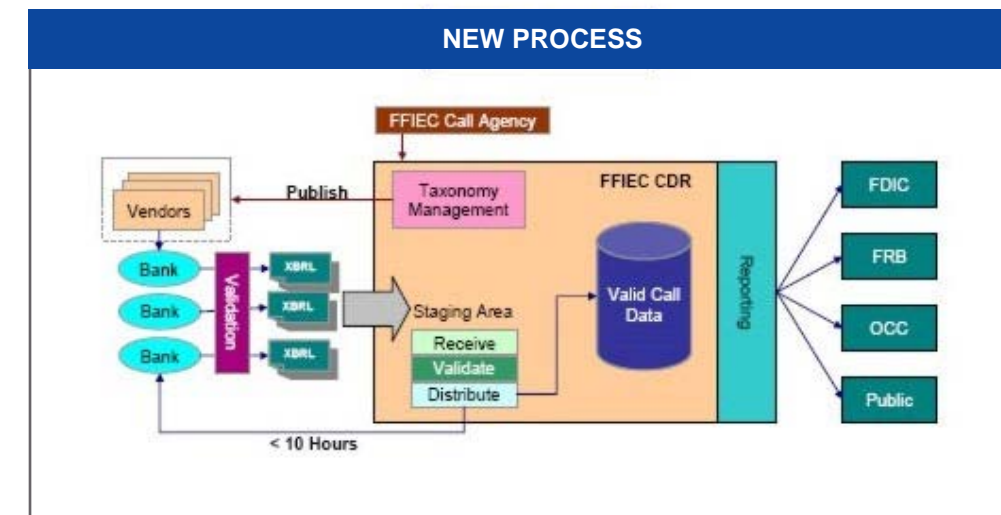 NEW PROCESS
FFIEC Call Agency
Publish
Taxonomy
Management
FFIEC CDR
Vendors
Bank
Bank
Bank
Validation
XBRL
XBRL
XBRL
Staging Area
Receive
Validate
Distribute
Valid Call
Data
Reporting
FDIC
FRB
OCC
Public
< 10 Hours